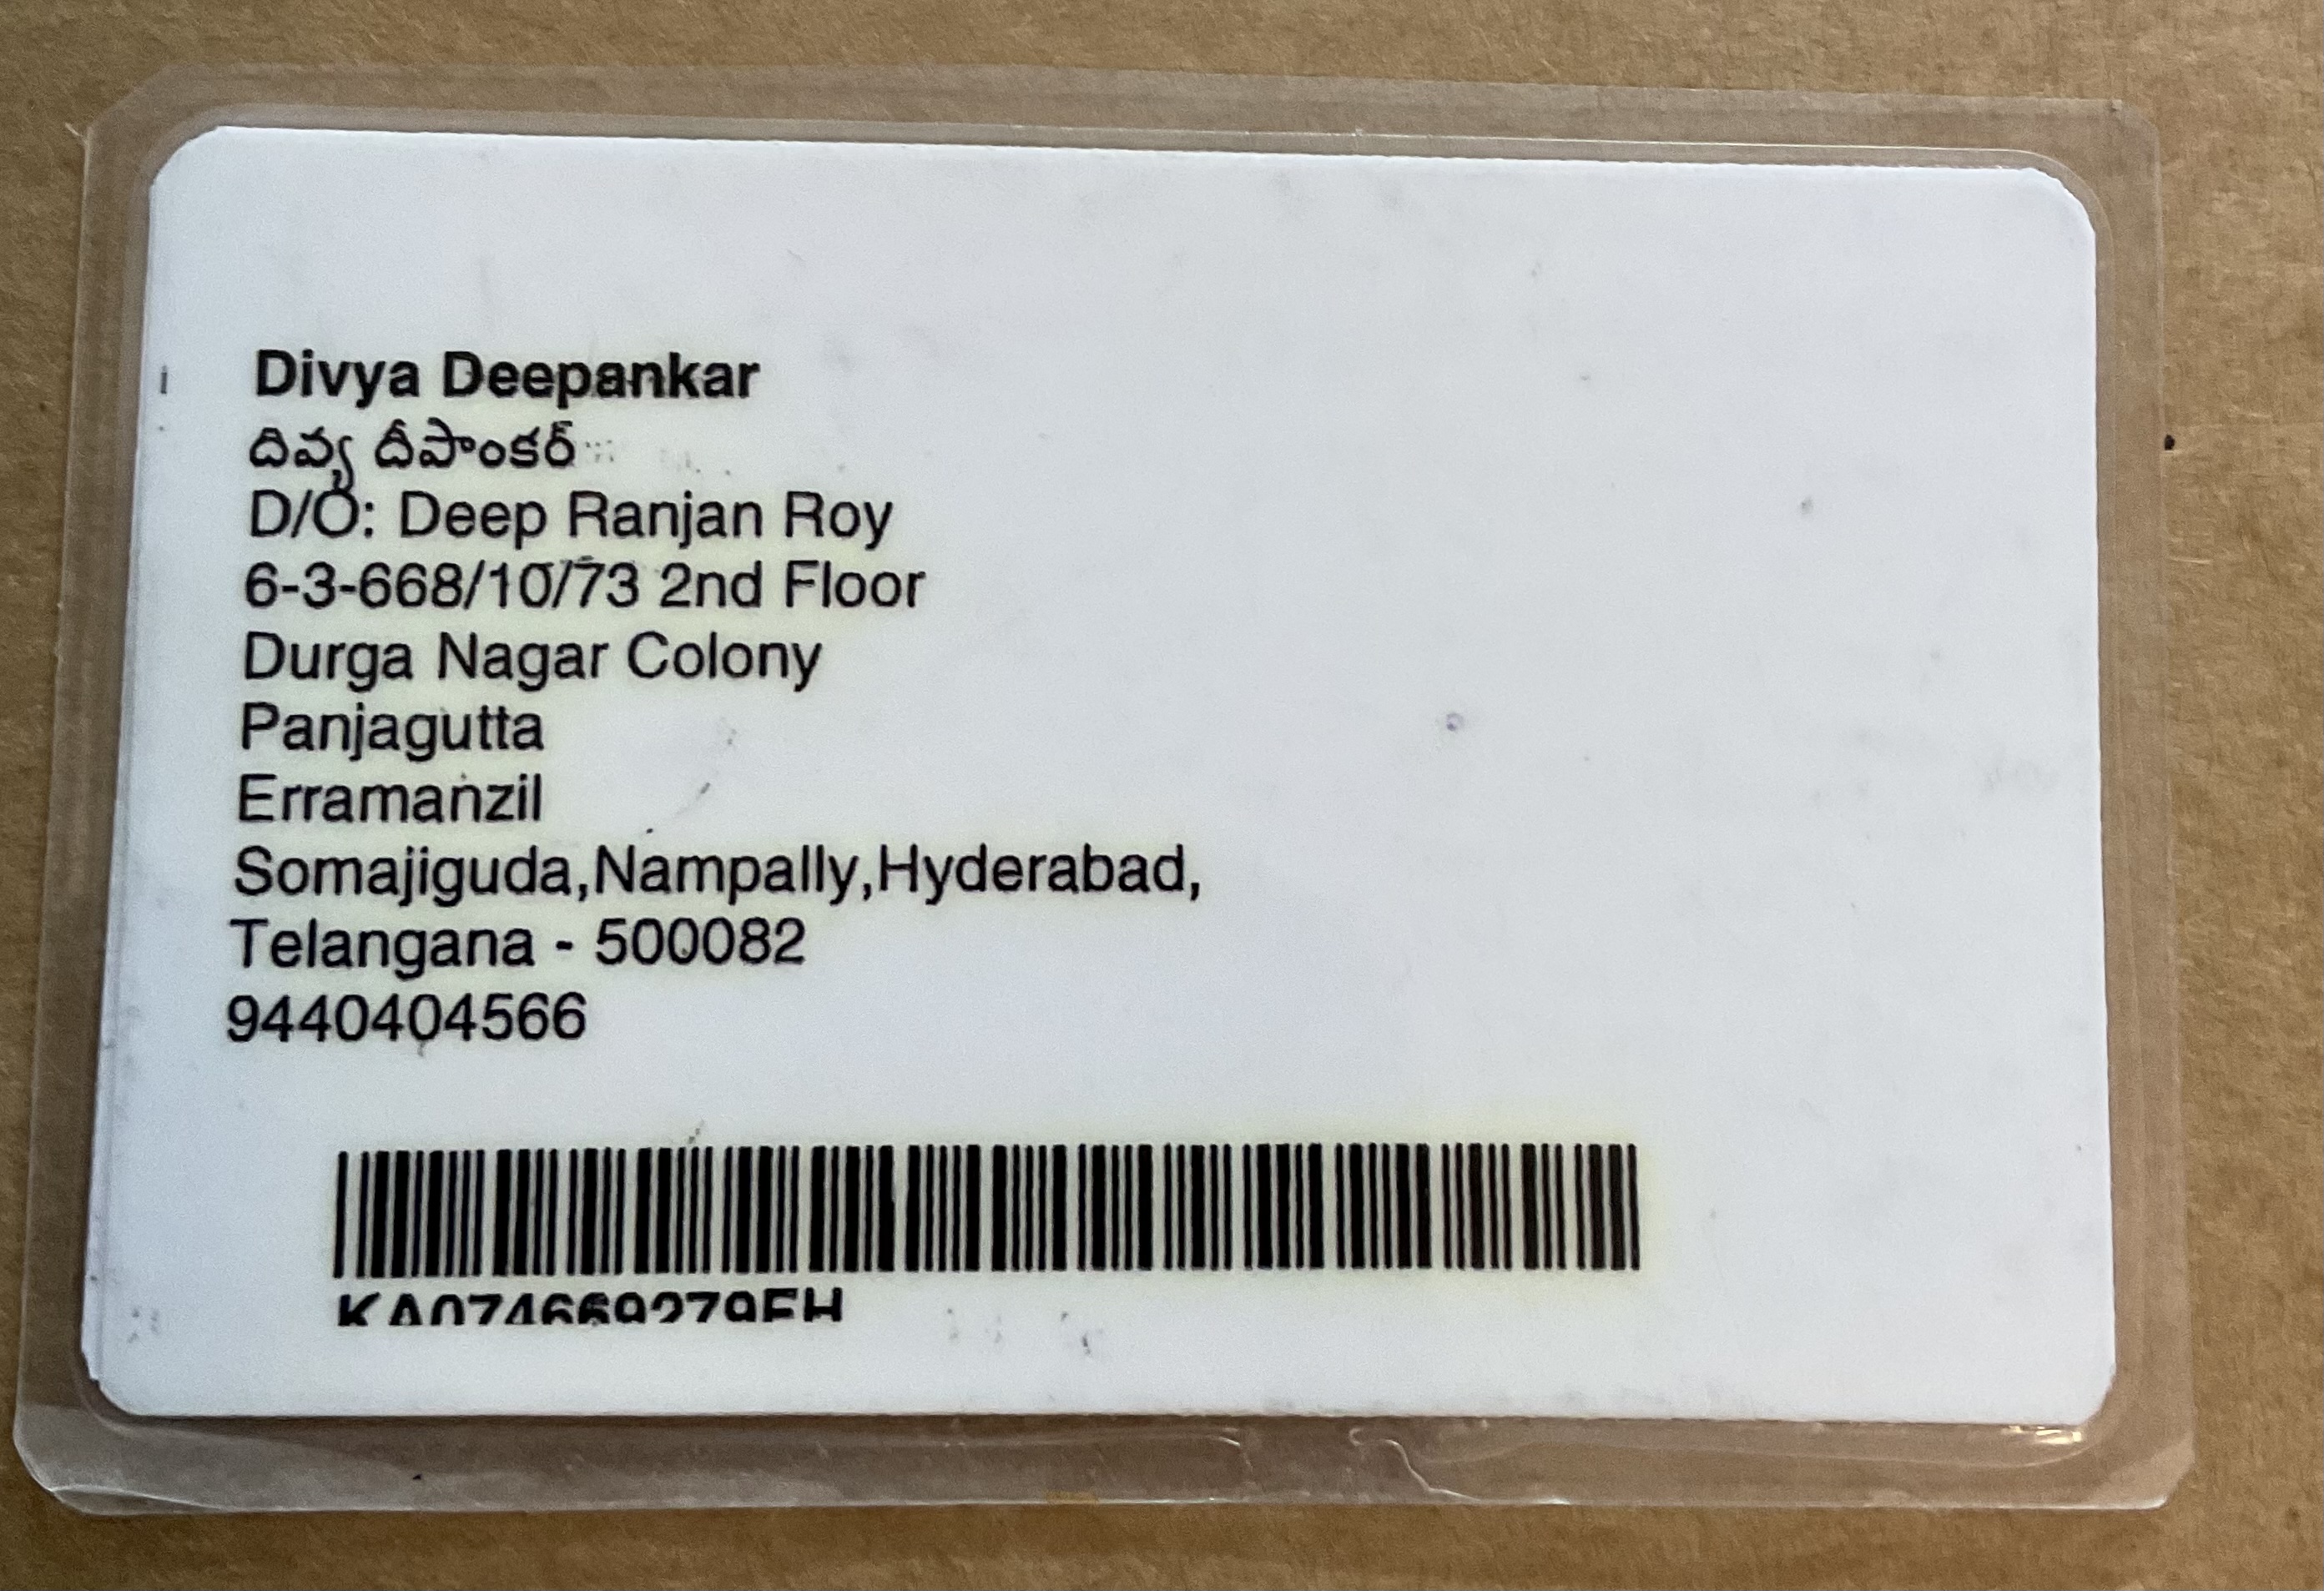 Divya Deepankar
దివ్య దీపాంకర్
D/O: Deep Ranjan Roy
6-3-668/10/73 2nd Floor
Durga Nagar Colony
Panjagutta
Erramanzil
Somajiguda,Nampally,Hyderabad,
Telangana - 500082
9440404566
KA074669279FH